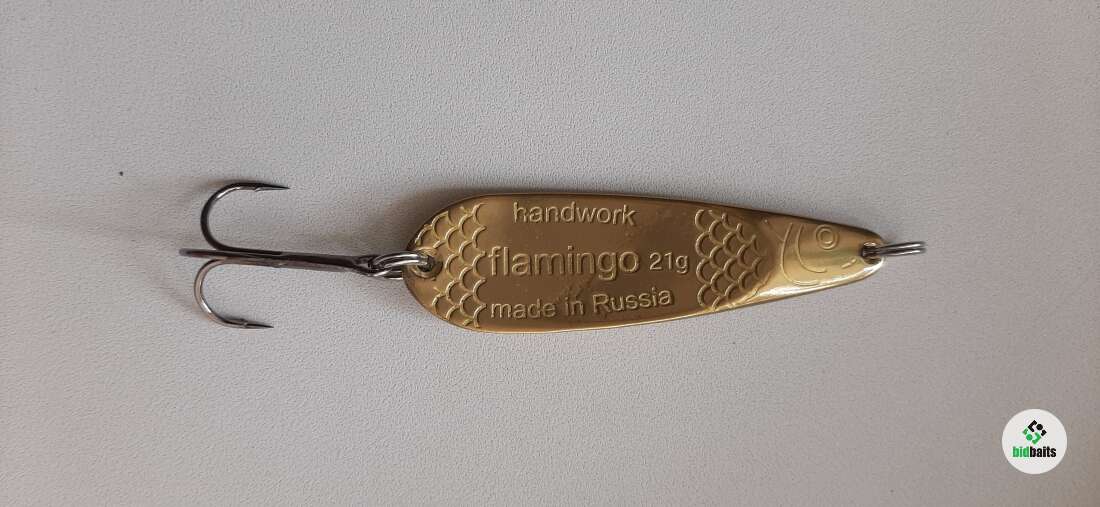 handwork
flamingo 21g
made in Russia
bidbaits